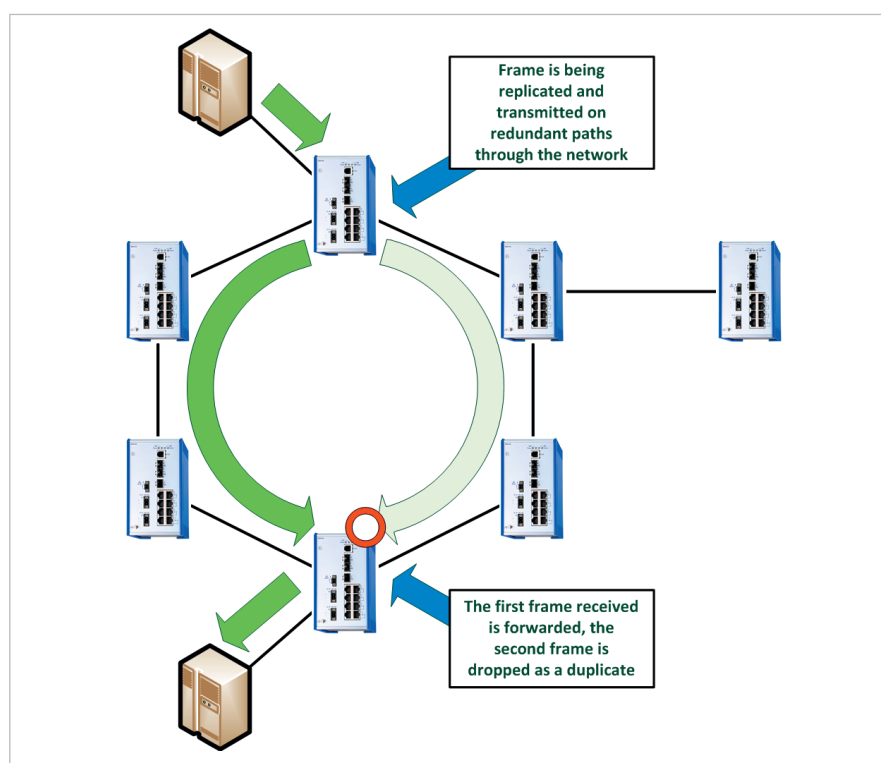 Frame is being
replicated and
transmitted on
redundant paths
through the network
The first frame received
is forwarded, the
second frame is
dropped as a duplicate